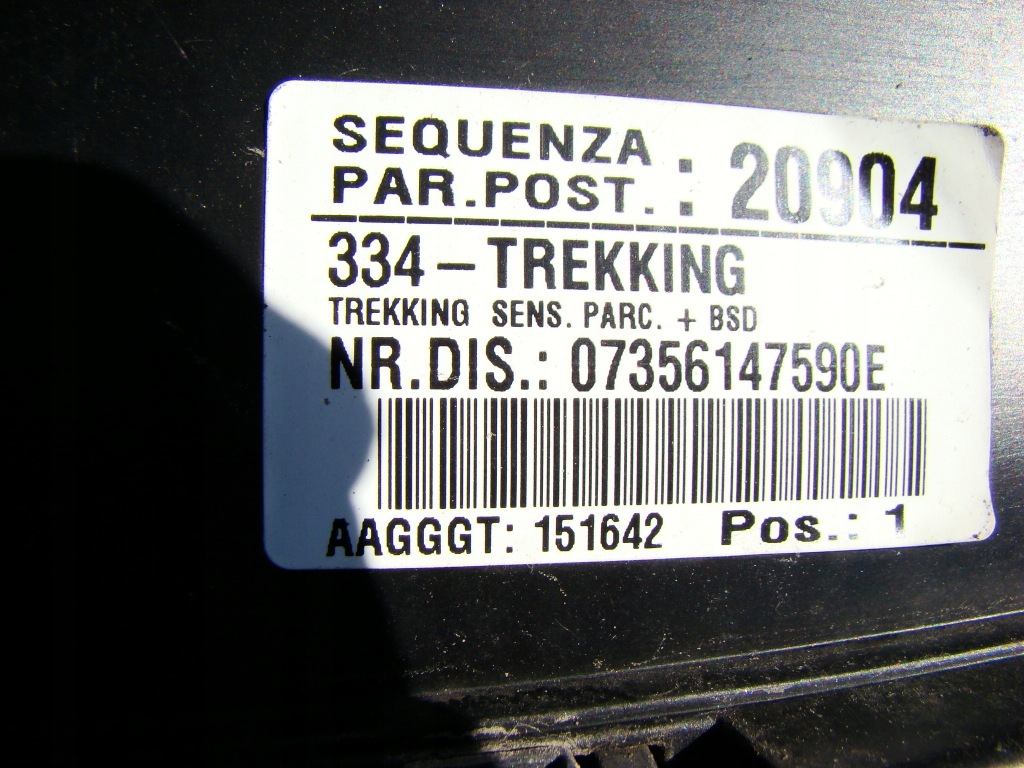 SEQUENZA
PAR.POST. : 20904
334-TREKKING
TREKKING SENS. PARC. + BSD
NR.DIS.: 07356147590E
AAGGGT: 151642 Pos.: 1